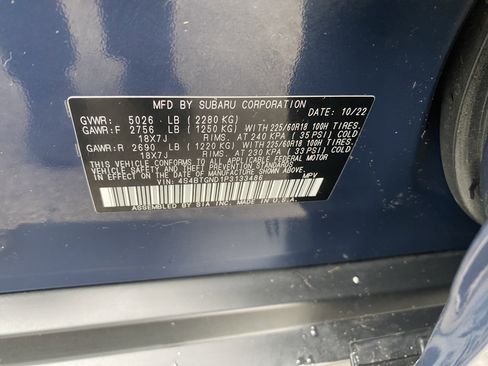 MFD BY SUBARU CORPORATION DATE: 10/22
GVWR: 5026 LB (2280 KG)
GAWR:F 2756 LB (1250 KG) WITH 225/60R18 100H TIRES.
18X7J RIMS. AT 240 KPA (35 PSI) COLD
GAWR:R 2690 LB (1220 KG) WITH 225/60R18 100H TIRES.
18X7J RIMS. AT 230 KPA (33 PSI) COLD
THIS VEHICLE CONFORMS TO ALL APPLICABLE FEDERAL MOTOR
VEHICLE SAFETY, BUMPER, AND THEFT PREVENTION STANDARDS
IN EFFECT ON THE DATE OF MANUFACTURE SHOWN ABOVE.
VIN: 4S4BTGND1P3133486 MPV
ASSEMBLED BY SIA INC. MADE IN U.S.A.